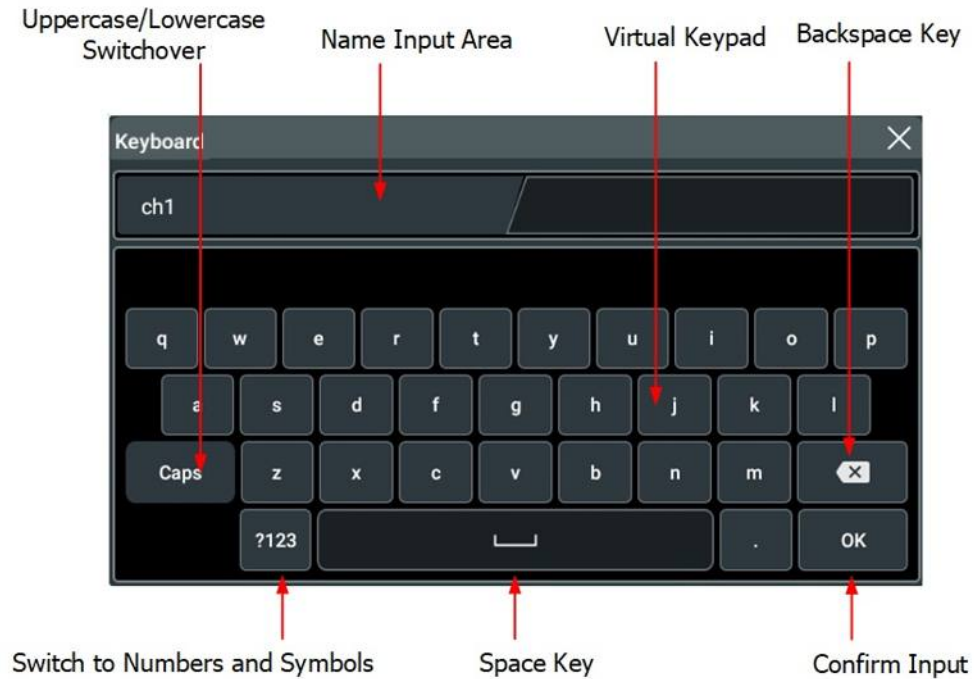 Uppercase/Lowercase
Switchover
Name Input Area
Virtual Keypad
Backspace Key
Keyboard
ch1
q w e r t y u i o p
a s d f g h j k l
Caps z x c v b n m
?123 . OK
Switch to Numbers and Symbols
Space Key
Confirm Input